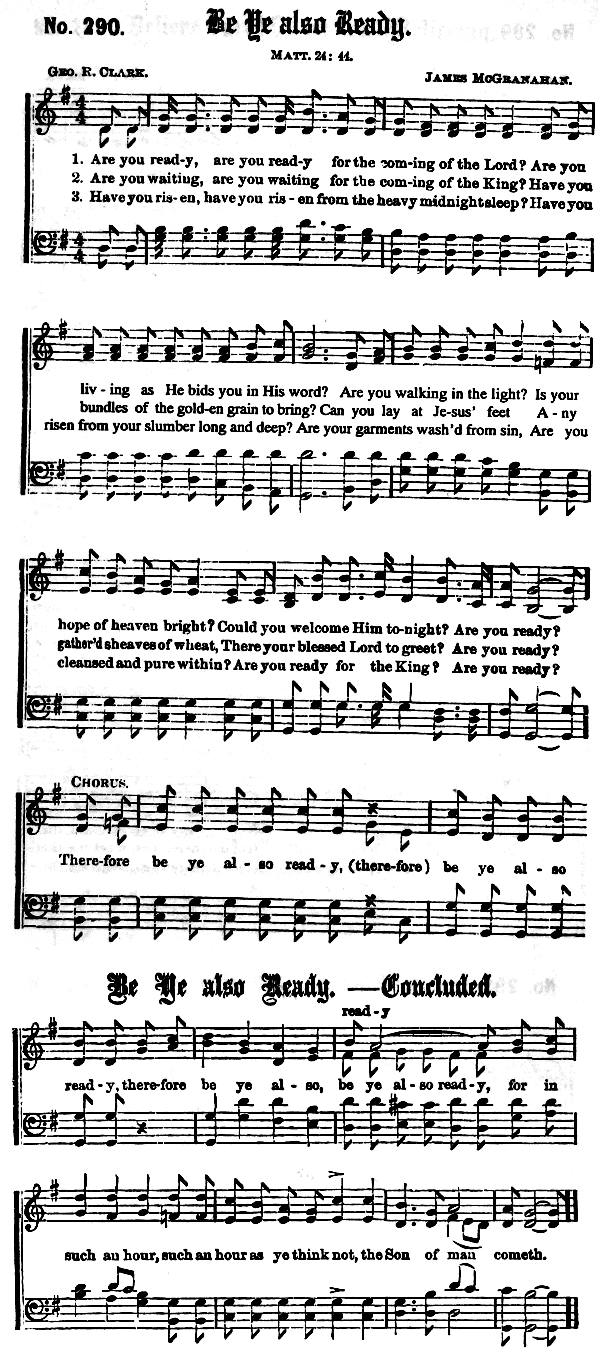 No. 290. Be Ye also Ready.
MATT. 24: 44.
GEO. R. CLARK. JAMES MCGRANAHAN.
1. Are you read-y, are you read-y for the com-ing of the Lord? Are you
2. Are you waiting, are you waiting for the com-ing of the King? Have you
3. Have you ris-en, have you ris-en from the heavy midnight sleep? Have you
liv-ing as He bids you in His word? Are you walking in the light? Is your
bundles of the gold-en grain to bring? Can you lay at Je-sus' feet A-ny
risen from your slumber long and deep? Are your garments wash'd from sin, Are you
hope of heaven bright? Could you welcome Him to-night? Are you ready?
gather'd sheaves of wheat, There your blessed Lord to greet? Are you ready?
cleansed and pure within? Are you ready for the King? Are you ready?
CHORUS.
There-fore be ye al-so read-y, (there-fore) be ye al-so
Be Ye also Ready.—Concluded.
read-y
read-y, there-fore be ye al-so, be ye al-so read-y, for in
such an hour, such an hour as ye think not, the Son of man cometh.